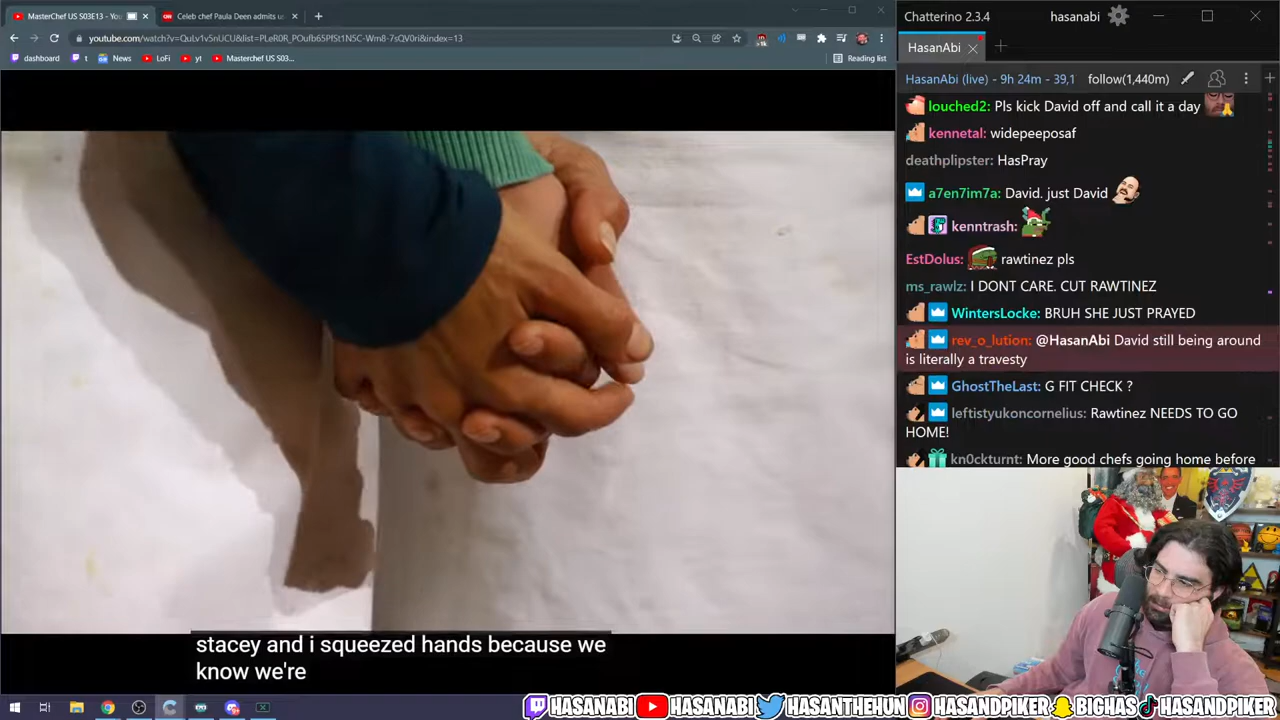 MasterChef US S03E13 - You
Celeb chef Paula Deen admits us
youtube.com/watch?v=QuLv1v5nUCU&list=PLeR0R_POufb65PfSt1N5C-Wm8-7sQV0ri&index=13
dashboard
t
News
LoFi
yt
Masterchef US S03...
Reading list
stacey and i squeezed hands because we
know we're
Chatterino 2.3.4
hasanabi
HasanAbi
HasanAbi (live) - 9h 24m - 39,1
follow(1,440m)
louched2: Pls kick David off and call it a day
kennetal: widepeeposaf
deathplipster: HasPray
a7en7im7a: David. just David
kenntrash:
EstDolus: rawtinez pls
ms_rawlz: I DONT CARE. CUT RAWTINEZ
WintersLocke: BRUH SHE JUST PRAYED
rev_o_lution: @HasanAbi David still being around
is literally a travesty
GhostTheLast: G FIT CHECK ?
leftistyukoncornelius: Rawtinez NEEDS TO GO
HOME!
kn0ckturnt: More good chefs going home before
HASANABI HASANABI HASANTHEHUN HASANDPIKER BIGHAS HASANDPIKER